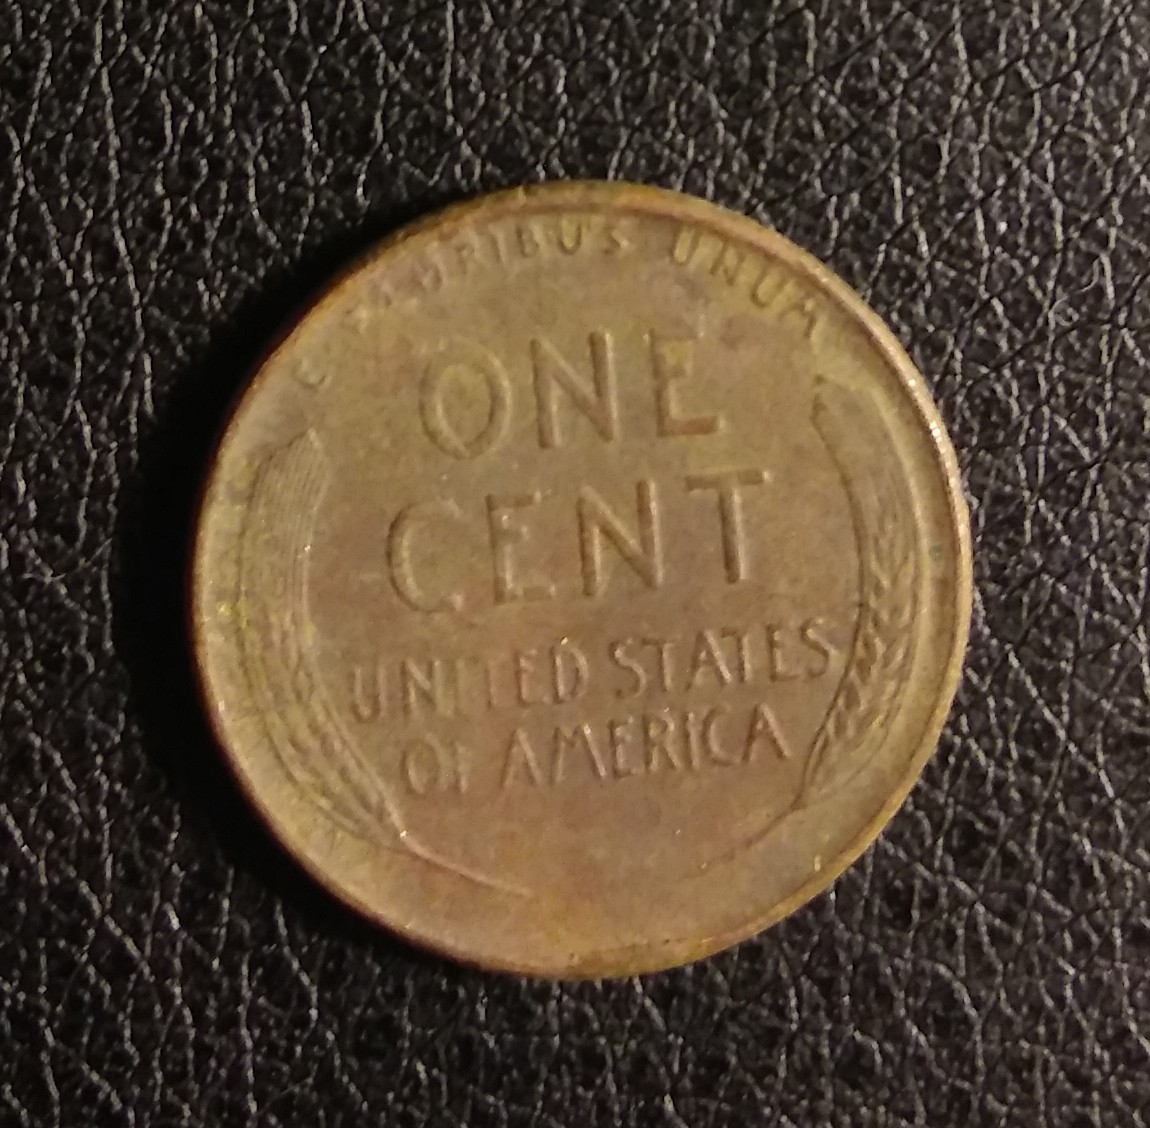 E PLURIBUS UNUM
ONE
CENT
UNITED STATES
OF AMERICA